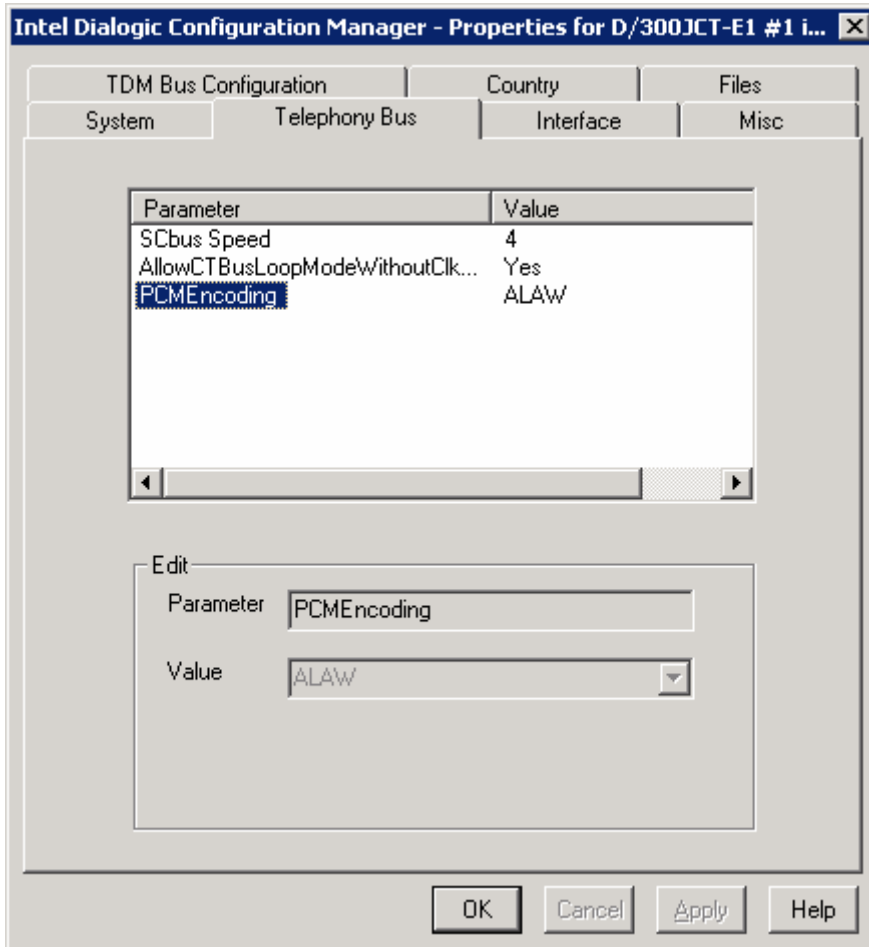 Intel Dialogic Configuration Manager - Properties for D/300JCT-E1 #1 i...
TDM Bus Configuration Country Files
System Telephony Bus Interface Misc
Parameter Value
SCbus Speed 4
AllowCTBusLoopModeWithoutClk... Yes
PCMEncoding ALAW
Edit
Parameter PCMEncoding
Value ALAW
OK Cancel Apply Help